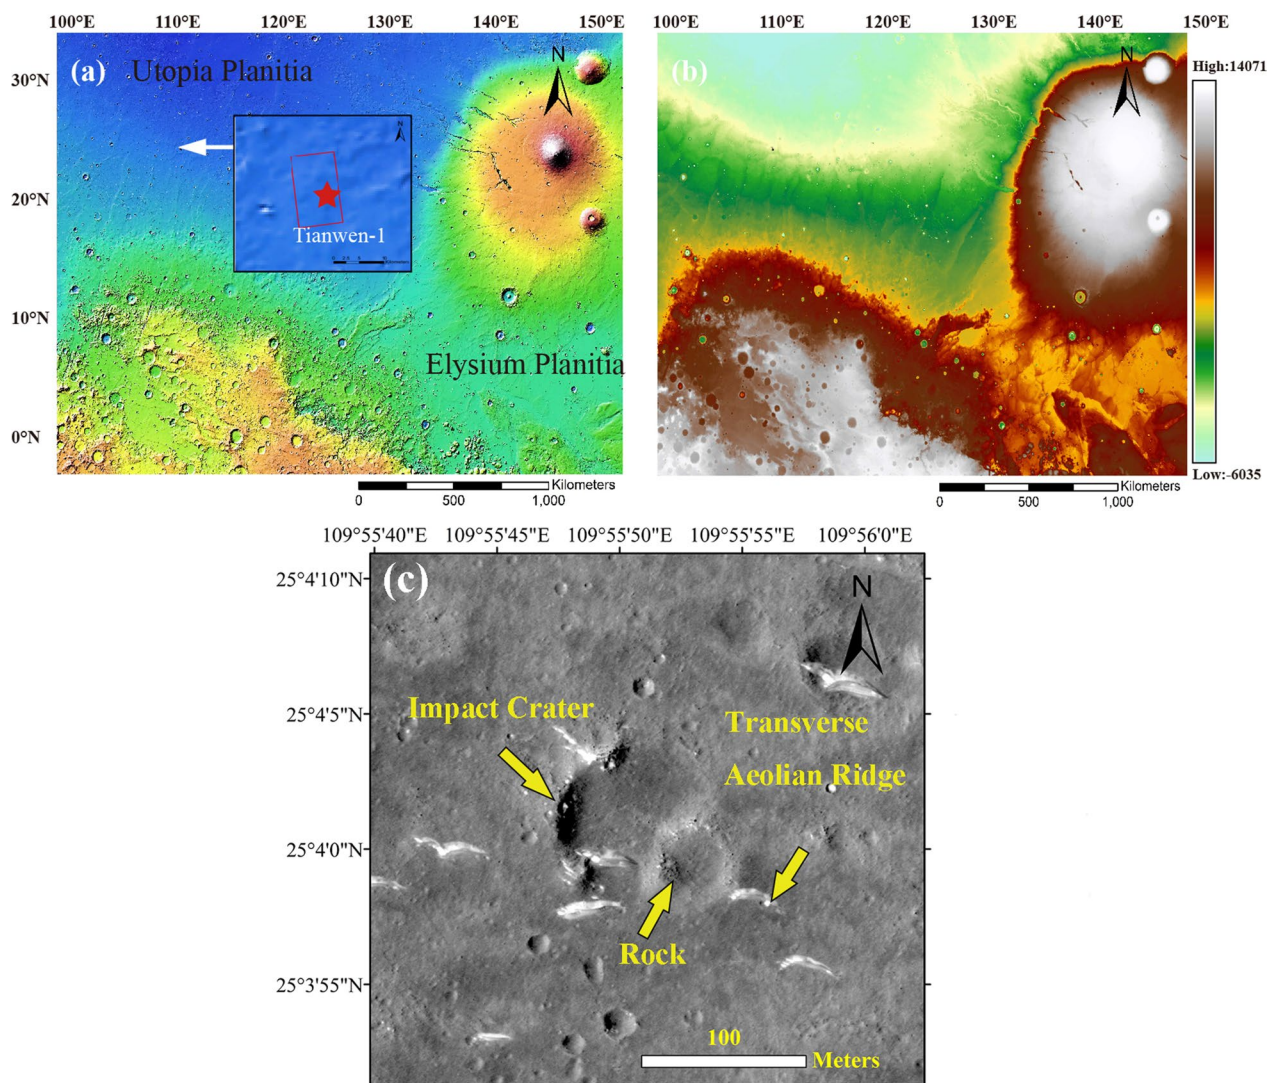 100°E 110°E 120°E 130°E 140°E 150°E
100°E 110°E 120°E 130°E 140°E 150°E
(a)
Utopia Planitia
N
N
Tianwen-1
Elysium Planitia
30°N
20°N
10°N
0°N
Kilometers
0 500 1,000
(b)
N
High:14071
Low:-6035
Kilometers
0 500 1,000
109°55'40"E 109°55'45"E 109°55'50"E 109°55'55"E 109°56'0"E
25°4'10"N
25°4'5"N
25°4'0"N
25°3'55"N
(c)
N
Impact Crater
Transverse
Aeolian Ridge
Rock
100
Meters